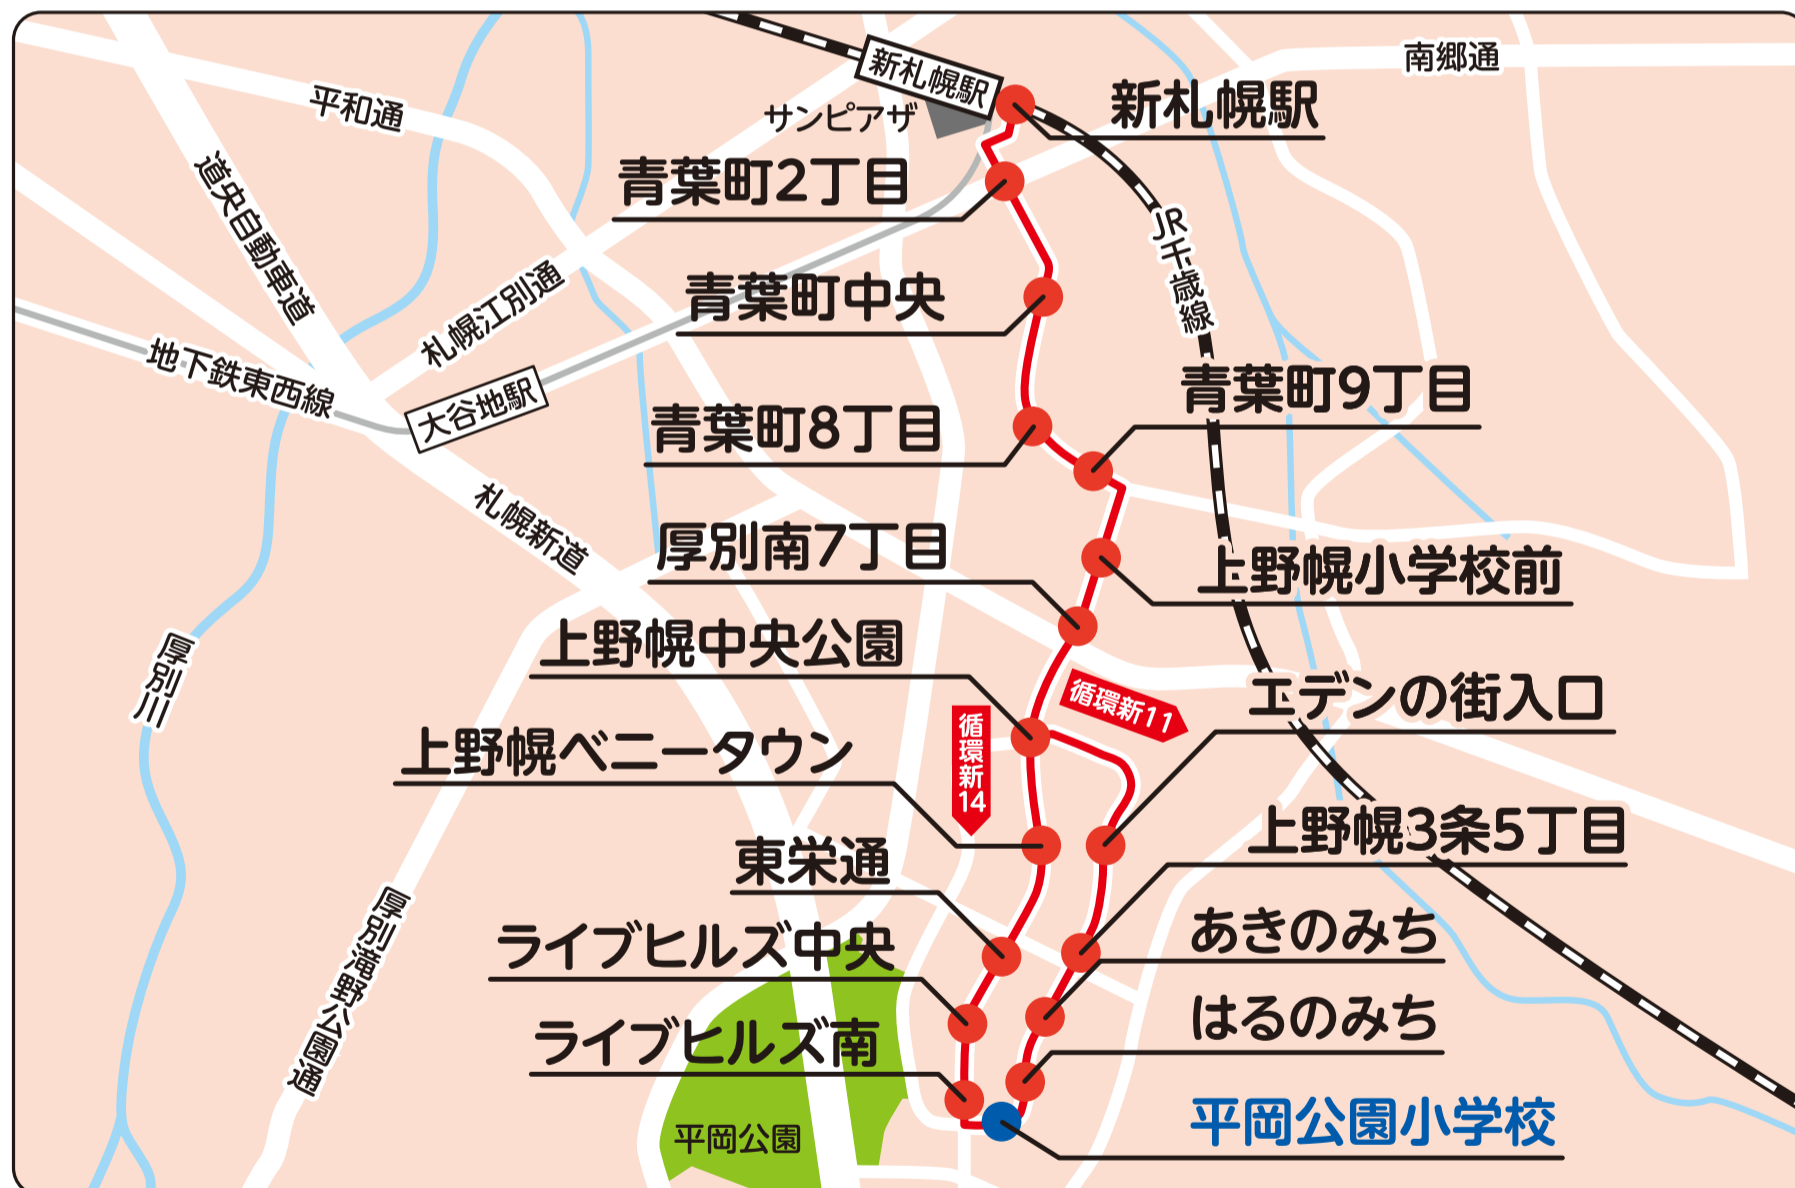 南郷通
新札幌駅
新札幌駅
サンピアザ
平和通
青葉町2丁目
道央自動車道
JR千歳線
札幌江別通
青葉町中央
地下鉄東西線
大谷地駅
青葉町9丁目
青葉町8丁目
札幌新道
厚別南7丁目
上野幌小学校前
上野幌中央公園
厚別川
循環新11
エデンの街入口
循環新14
上野幌ベニータウン
上野幌3条5丁目
東栄通
あきのみち
ライブヒルズ中央
厚別滝野公園通
はるのみち
ライブヒルズ南
平岡公園
平岡公園小学校